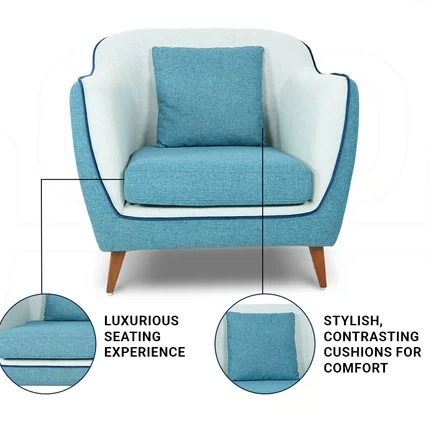 LUXURIOUS
SEATING
EXPERIENCE
STYLISH,
CONTRASTING
CUSHIONS FOR
COMFORT